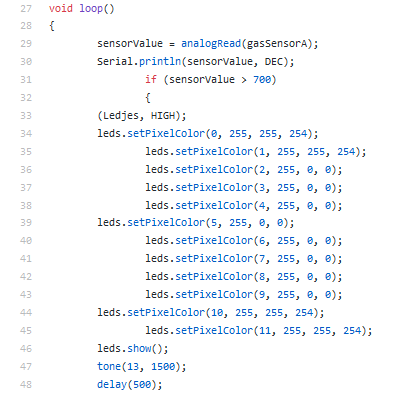 27 void loop()
28 {
29 sensorValue = analogRead(gasSensorA);
30 Serial.println(sensorValue, DEC);
31 if (sensorValue > 700)
32 {
33 (Ledjes, HIGH);
34 leds.setPixelColor(0, 255, 255, 254);
35 leds.setPixelColor(1, 255, 255, 254);
36 leds.setPixelColor(2, 255, 0, 0);
37 leds.setPixelColor(3, 255, 0, 0);
38 leds.setPixelColor(4, 255, 0, 0);
39 leds.setPixelColor(5, 255, 0, 0);
40 leds.setPixelColor(6, 255, 0, 0);
41 leds.setPixelColor(7, 255, 0, 0);
42 leds.setPixelColor(8, 255, 0, 0);
43 leds.setPixelColor(9, 255, 0, 0);
44 leds.setPixelColor(10, 255, 255, 254);
45 leds.setPixelColor(11, 255, 255, 254);
46 leds.show();
47 tone(13, 1500);
48 delay(500);